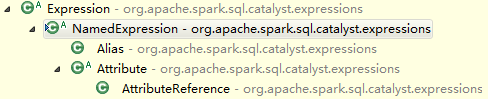 Expression - org.apache.spark.sql.catalyst.expressions
NamedExpression - org.apache.spark.sql.catalyst.expressions
Alias - org.apache.spark.sql.catalyst.expressions
Attribute - org.apache.spark.sql.catalyst.expressions
AttributeReference - org.apache.spark.sql.catalyst.expressions